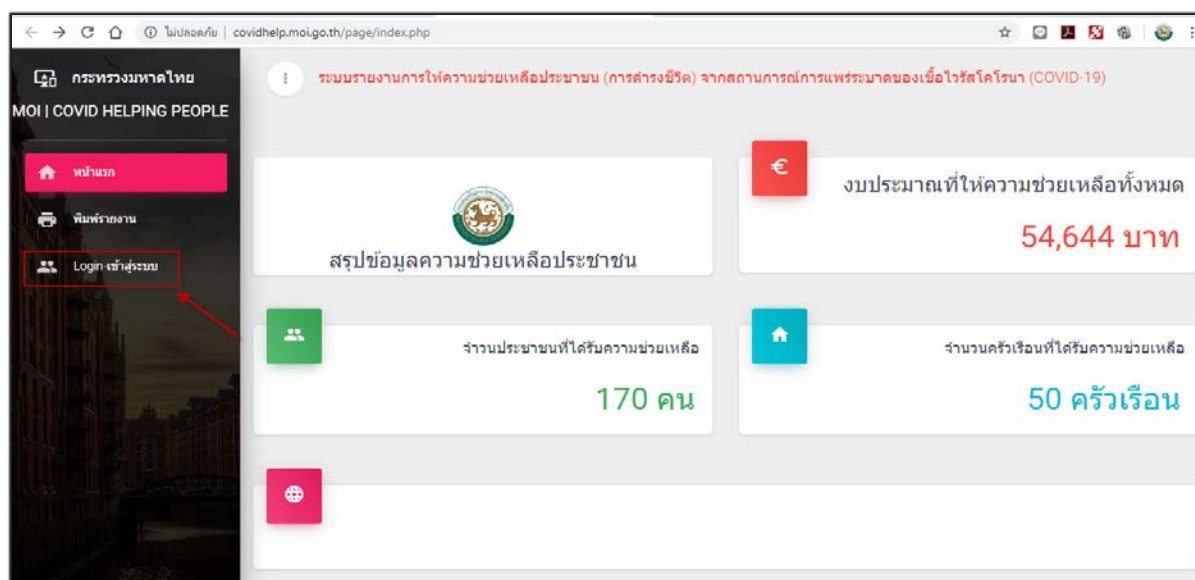 ไม่ปลอดภัย | covidhelp.moi.go.th/page/index.php
กระทรวงมหาดไทย
MOI | COVID HELPING PEOPLE
ระบบรายงานการให้ความช่วยเหลือประชาชน (การดำรงชีวิต) จากสถานการณ์การแพร่ระบาดของเชื้อไวรัสโคโรนา (COVID-19)
หน้าแรก
พิมพ์รายงาน
Login เข้าสู่ระบบ
สรุปข้อมูลความช่วยเหลือประชาชน
งบประมาณที่ให้ความช่วยเหลือทั้งหมด
54,644 บาท
จำวนประชาชนที่ได้รับความช่วยเหลือ
170 คน
จำนวนครัวเรือนที่ได้รับความช่วยเหลือ
50 ครัวเรือน